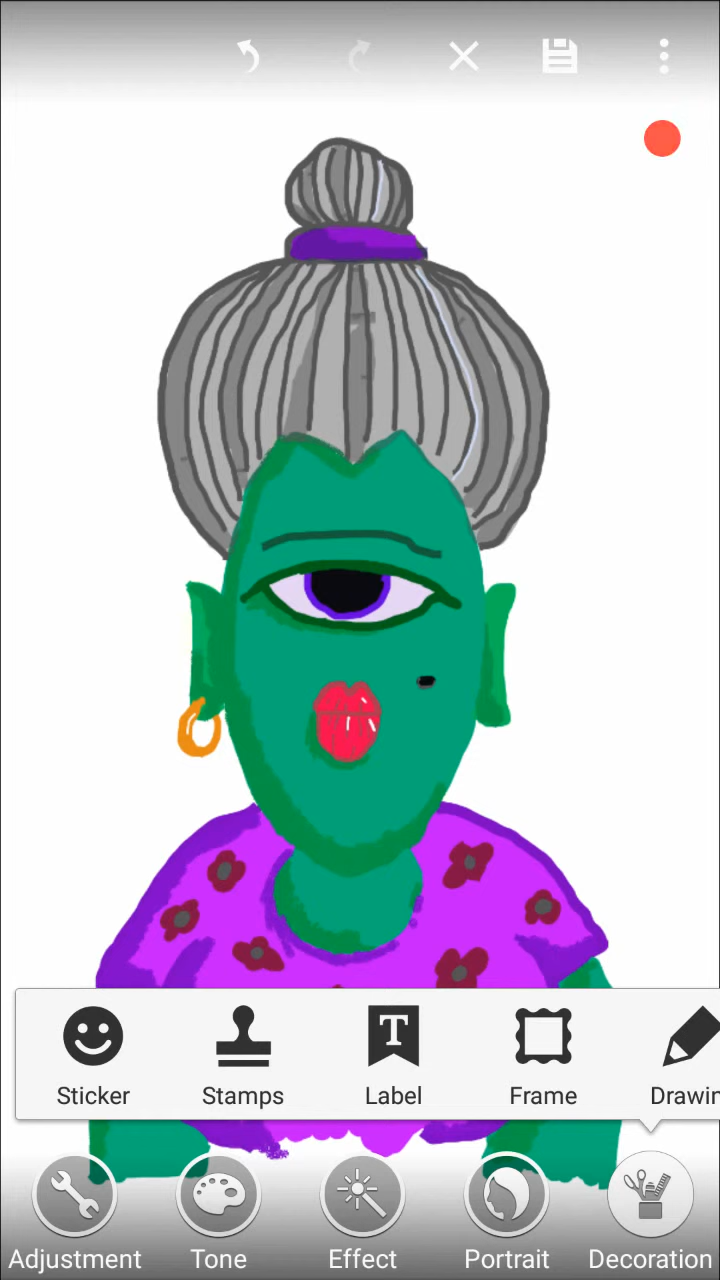 Sticker
Stamps
Label
Frame
Drawin
Adjustment
Tone
Effect
Portrait
Decoration